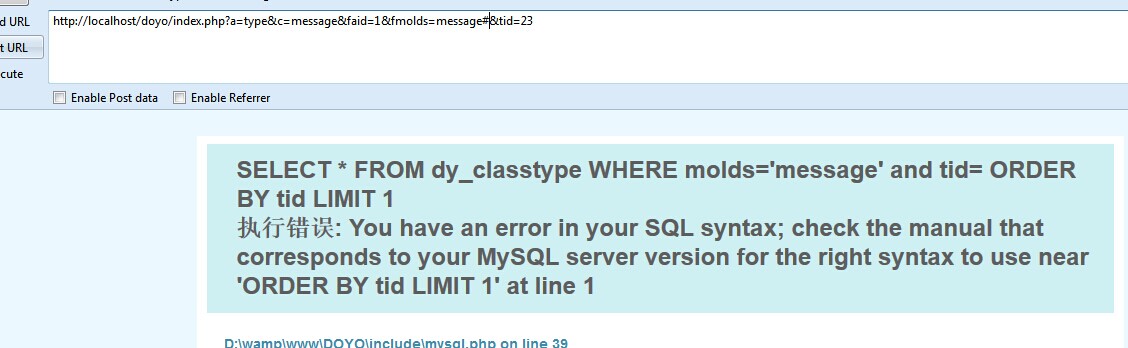 d URL
http://localhost/doyo/index.php?a=type&c=message&faid=1&fmolds=message#&tid=23
t URL
cute
Enable Post data Enable Referrer
SELECT * FROM dy_classtype WHERE molds='message' and tid= ORDER
BY tid LIMIT 1
执行错误: You have an error in your SQL syntax; check the manual that
corresponds to your MySQL server version for the right syntax to use near
'ORDER BY tid LIMIT 1' at line 1
D:\wamp\www\DOYO\include\mysql.php on line 39